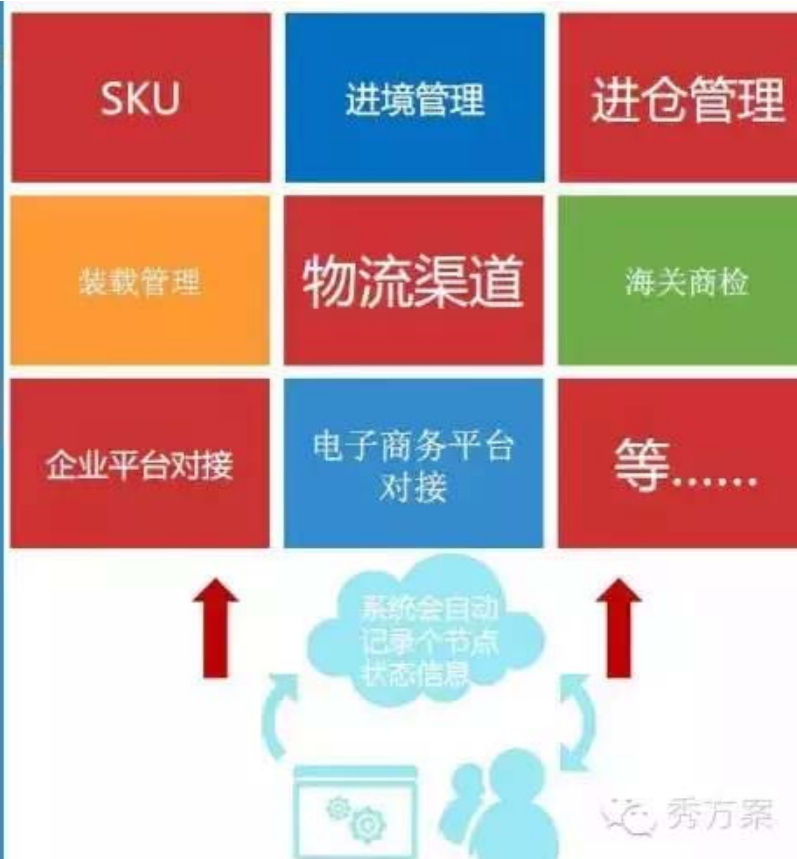 SKU
进境管理
进仓管理
装载管理
物流渠道
海关商检
企业平台对接
电子商务平台
对接
等......
系统会自动
记录个节点
状态信息
秀方案